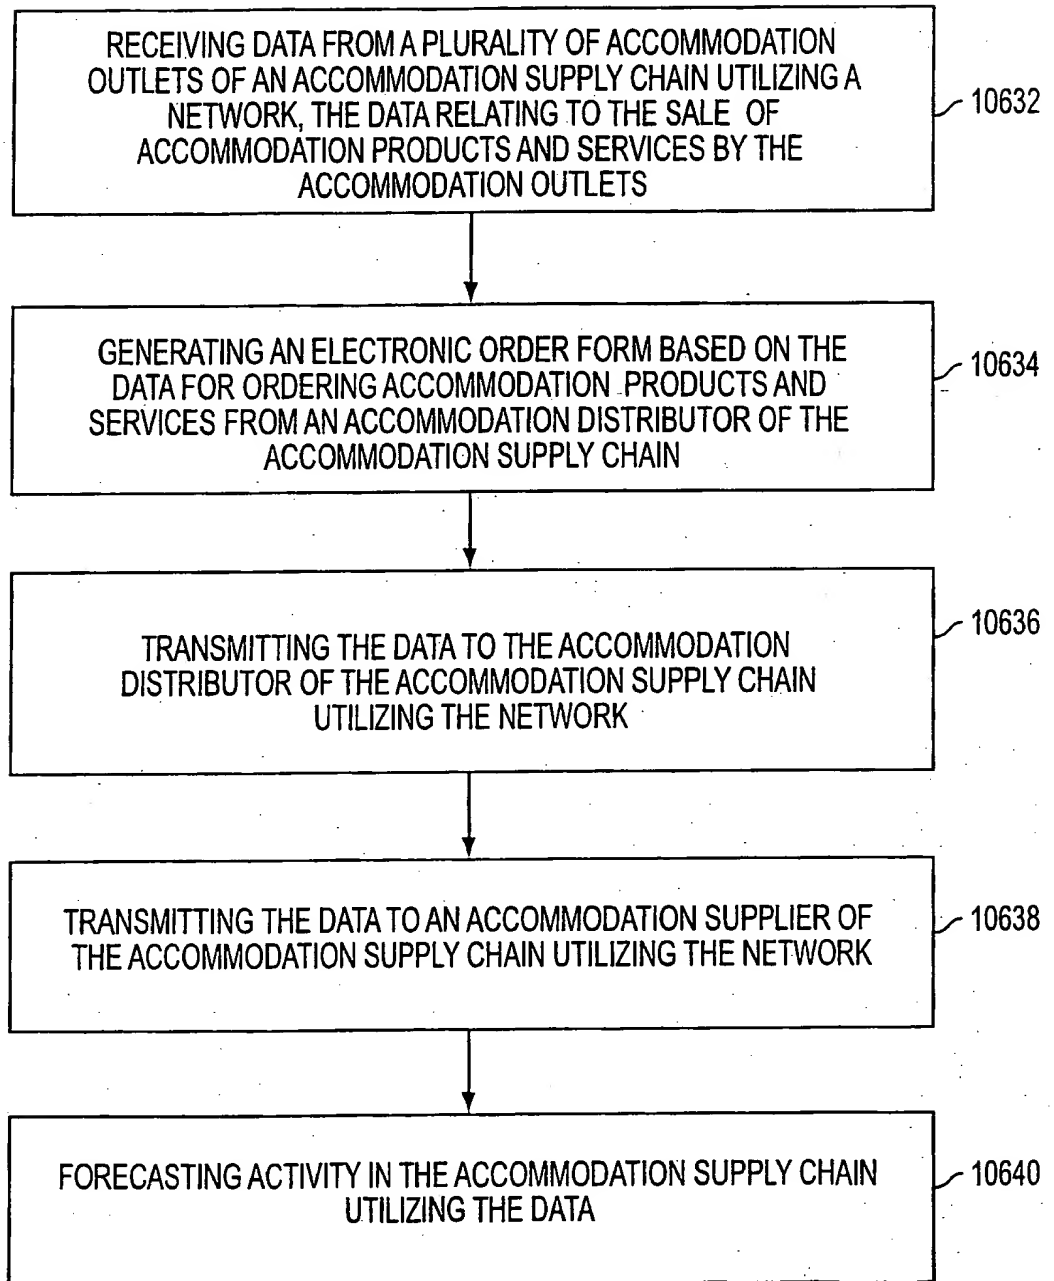 RECEIVING DATA FROM A PLURALITY OF ACCOMMODATION
OUTLETS OF AN ACCOMMODATION SUPPLY CHAIN UTILIZING A
NETWORK, THE DATA RELATING TO THE SALE OF
ACCOMMODATION PRODUCTS AND SERVICES BY THE
ACCOMMODATION OUTLETS
10632
GENERATING AN ELECTRONIC ORDER FORM BASED ON THE
DATA FOR ORDERING ACCOMMODATION PRODUCTS AND
SERVICES FROM AN ACCOMMODATION DISTRIBUTOR OF THE
ACCOMMODATION SUPPLY CHAIN
10634
TRANSMITTING THE DATA TO THE ACCOMMODATION
DISTRIBUTOR OF THE ACCOMMODATION SUPPLY CHAIN
UTILIZING THE NETWORK
10636
TRANSMITTING THE DATA TO AN ACCOMMODATION SUPPLIER OF
THE ACCOMMODATION SUPPLY CHAIN UTILIZING THE NETWORK
10638
FORECASTING ACTIVITY IN THE ACCOMMODATION SUPPLY CHAIN
UTILIZING THE DATA
10640